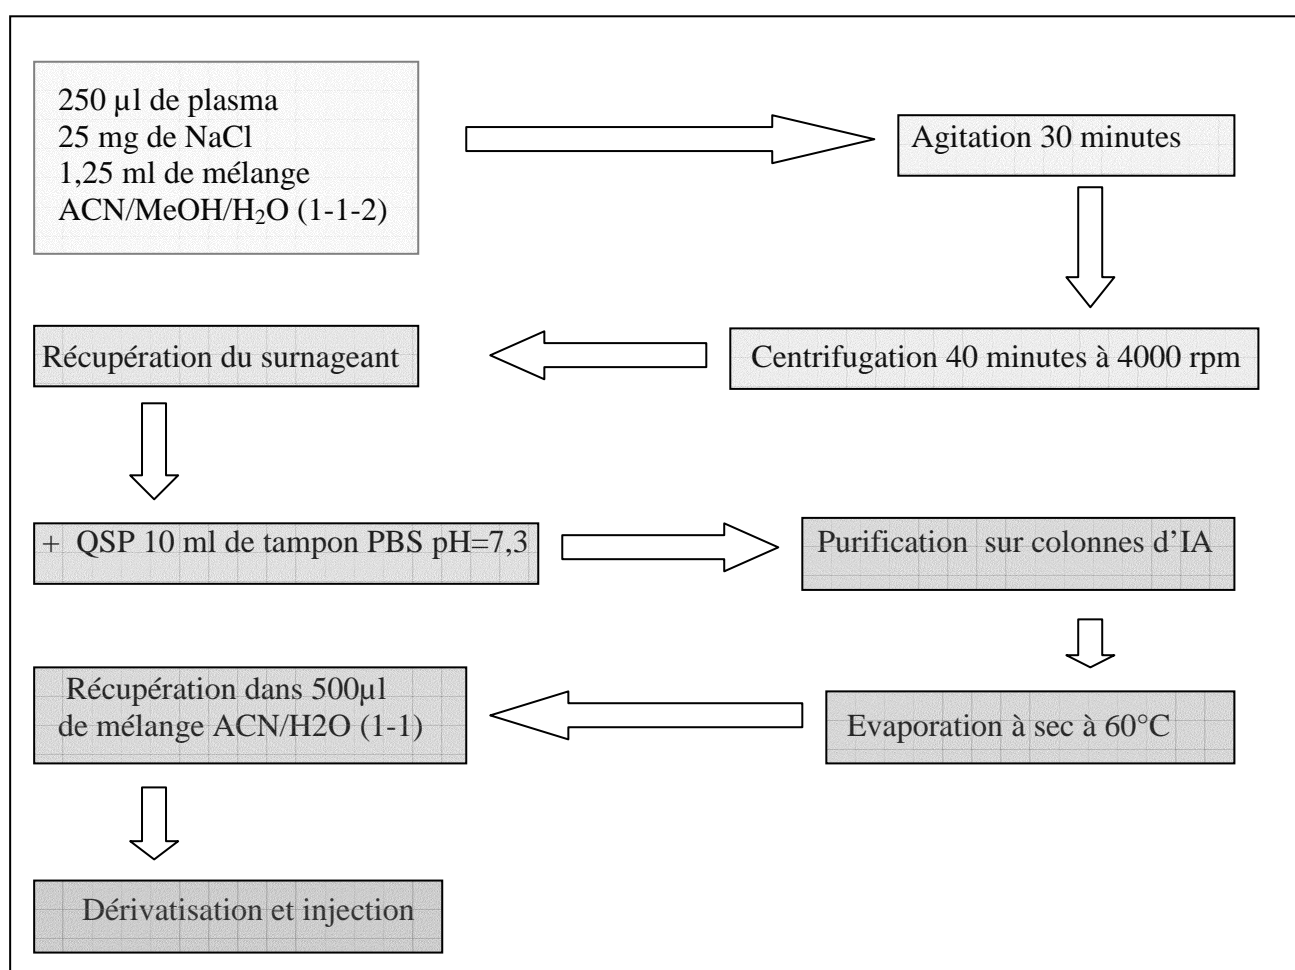 250 µl de plasma
25 mg de NaCl
1,25 ml de mélange
ACN/MeOH/H₂O (1-1-2)
Agitation 30 minutes
Centrifugation 40 minutes à 4000 rpm
Récupération du surnageant
+ QSP 10 ml de tampon PBS pH=7,3
Purification sur colonnes d'IA
Evaporation à sec à 60°C
Récupération dans 500µl
de mélange ACN/H2O (1-1)
Dérivatisation et injection